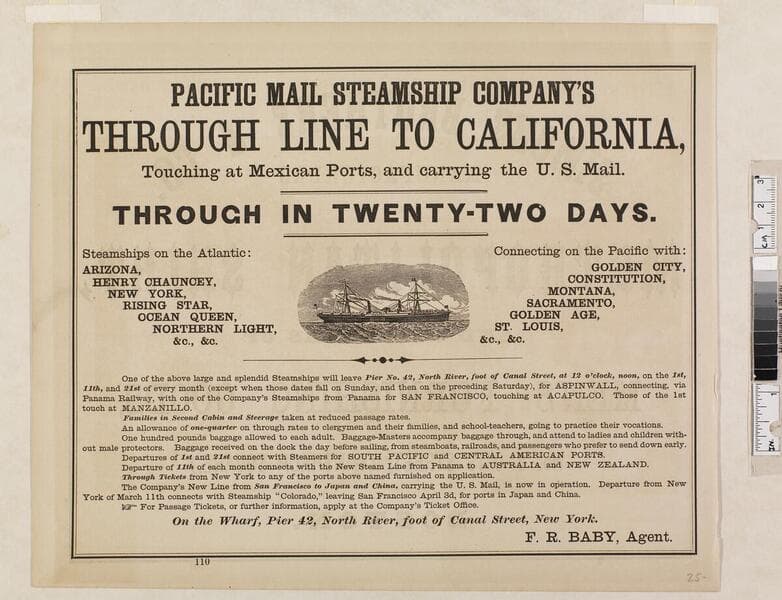 PACIFIC MAIL STEAMSHIP COMPANY'S
THROUGH LINE TO CALIFORNIA,
Touching at Mexican Ports, and carrying the U. S. Mail.
THROUGH IN TWENTY-TWO DAYS.
Steamships on the Atlantic:
ARIZONA,
HENRY CHAUNCEY,
NEW YORK,
RISING STAR,
OCEAN QUEEN,
NORTHERN LIGHT,
&c., &c.
Connecting on the Pacific with:
GOLDEN CITY,
CONSTITUTION,
MONTANA,
SACRAMENTO,
GOLDEN AGE,
ST. LOUIS,
&c., &c.
One of the above large and splendid Steamships will leave Pier No. 42, North River, foot of Canal Street, at 12 o'clock, noon, on the 1st,
11th, and 21st of every month (except when those dates fall on Sunday, and then on the preceding Saturday), for ASPINWALL, connecting, via
Panama Railway, with one of the Company's Steamships from Panama for SAN FRANCISCO, touching at ACAPULCO. Those of the 1st
touch at MANZANILLO.
Families in Second Cabin and Steerage taken at reduced passage rates.
An allowance of one-quarter on through rates to clergymen and their families, and school-teachers, going to practice their vocations.
One hundred pounds baggage allowed to each adult. Baggage-Masters accompany baggage through, and attend to ladies and children with-
out male protectors. Baggage received on the dock the day before sailing, from steamboats, railroads, and passengers who prefer to send down early.
Departures of 1st and 21st connect with Steamers for SOUTH PACIFIC and CENTRAL AMERICAN PORTS.
Departure of 11th of each month connects with the New Steam Line from Panama to AUSTRALIA and NEW ZEALAND.
Through Tickets from New York to any of the ports above named furnished on application.
The Company's New Line from San Francisco to Japan and China, carrying the U. S. Mail, is now in operation. Departure from New
York of March 11th connects with Steamship "Colorado," leaving San Francisco April 3d, for ports in Japan and China.
☞ For Passage Tickets, or further information, apply at the Company's Ticket Office.
On the Wharf, Pier 42, North River, foot of Canal Street, New York.
F. R. BABY, Agent.
110
25-
CM 1 2 3
IN. 1